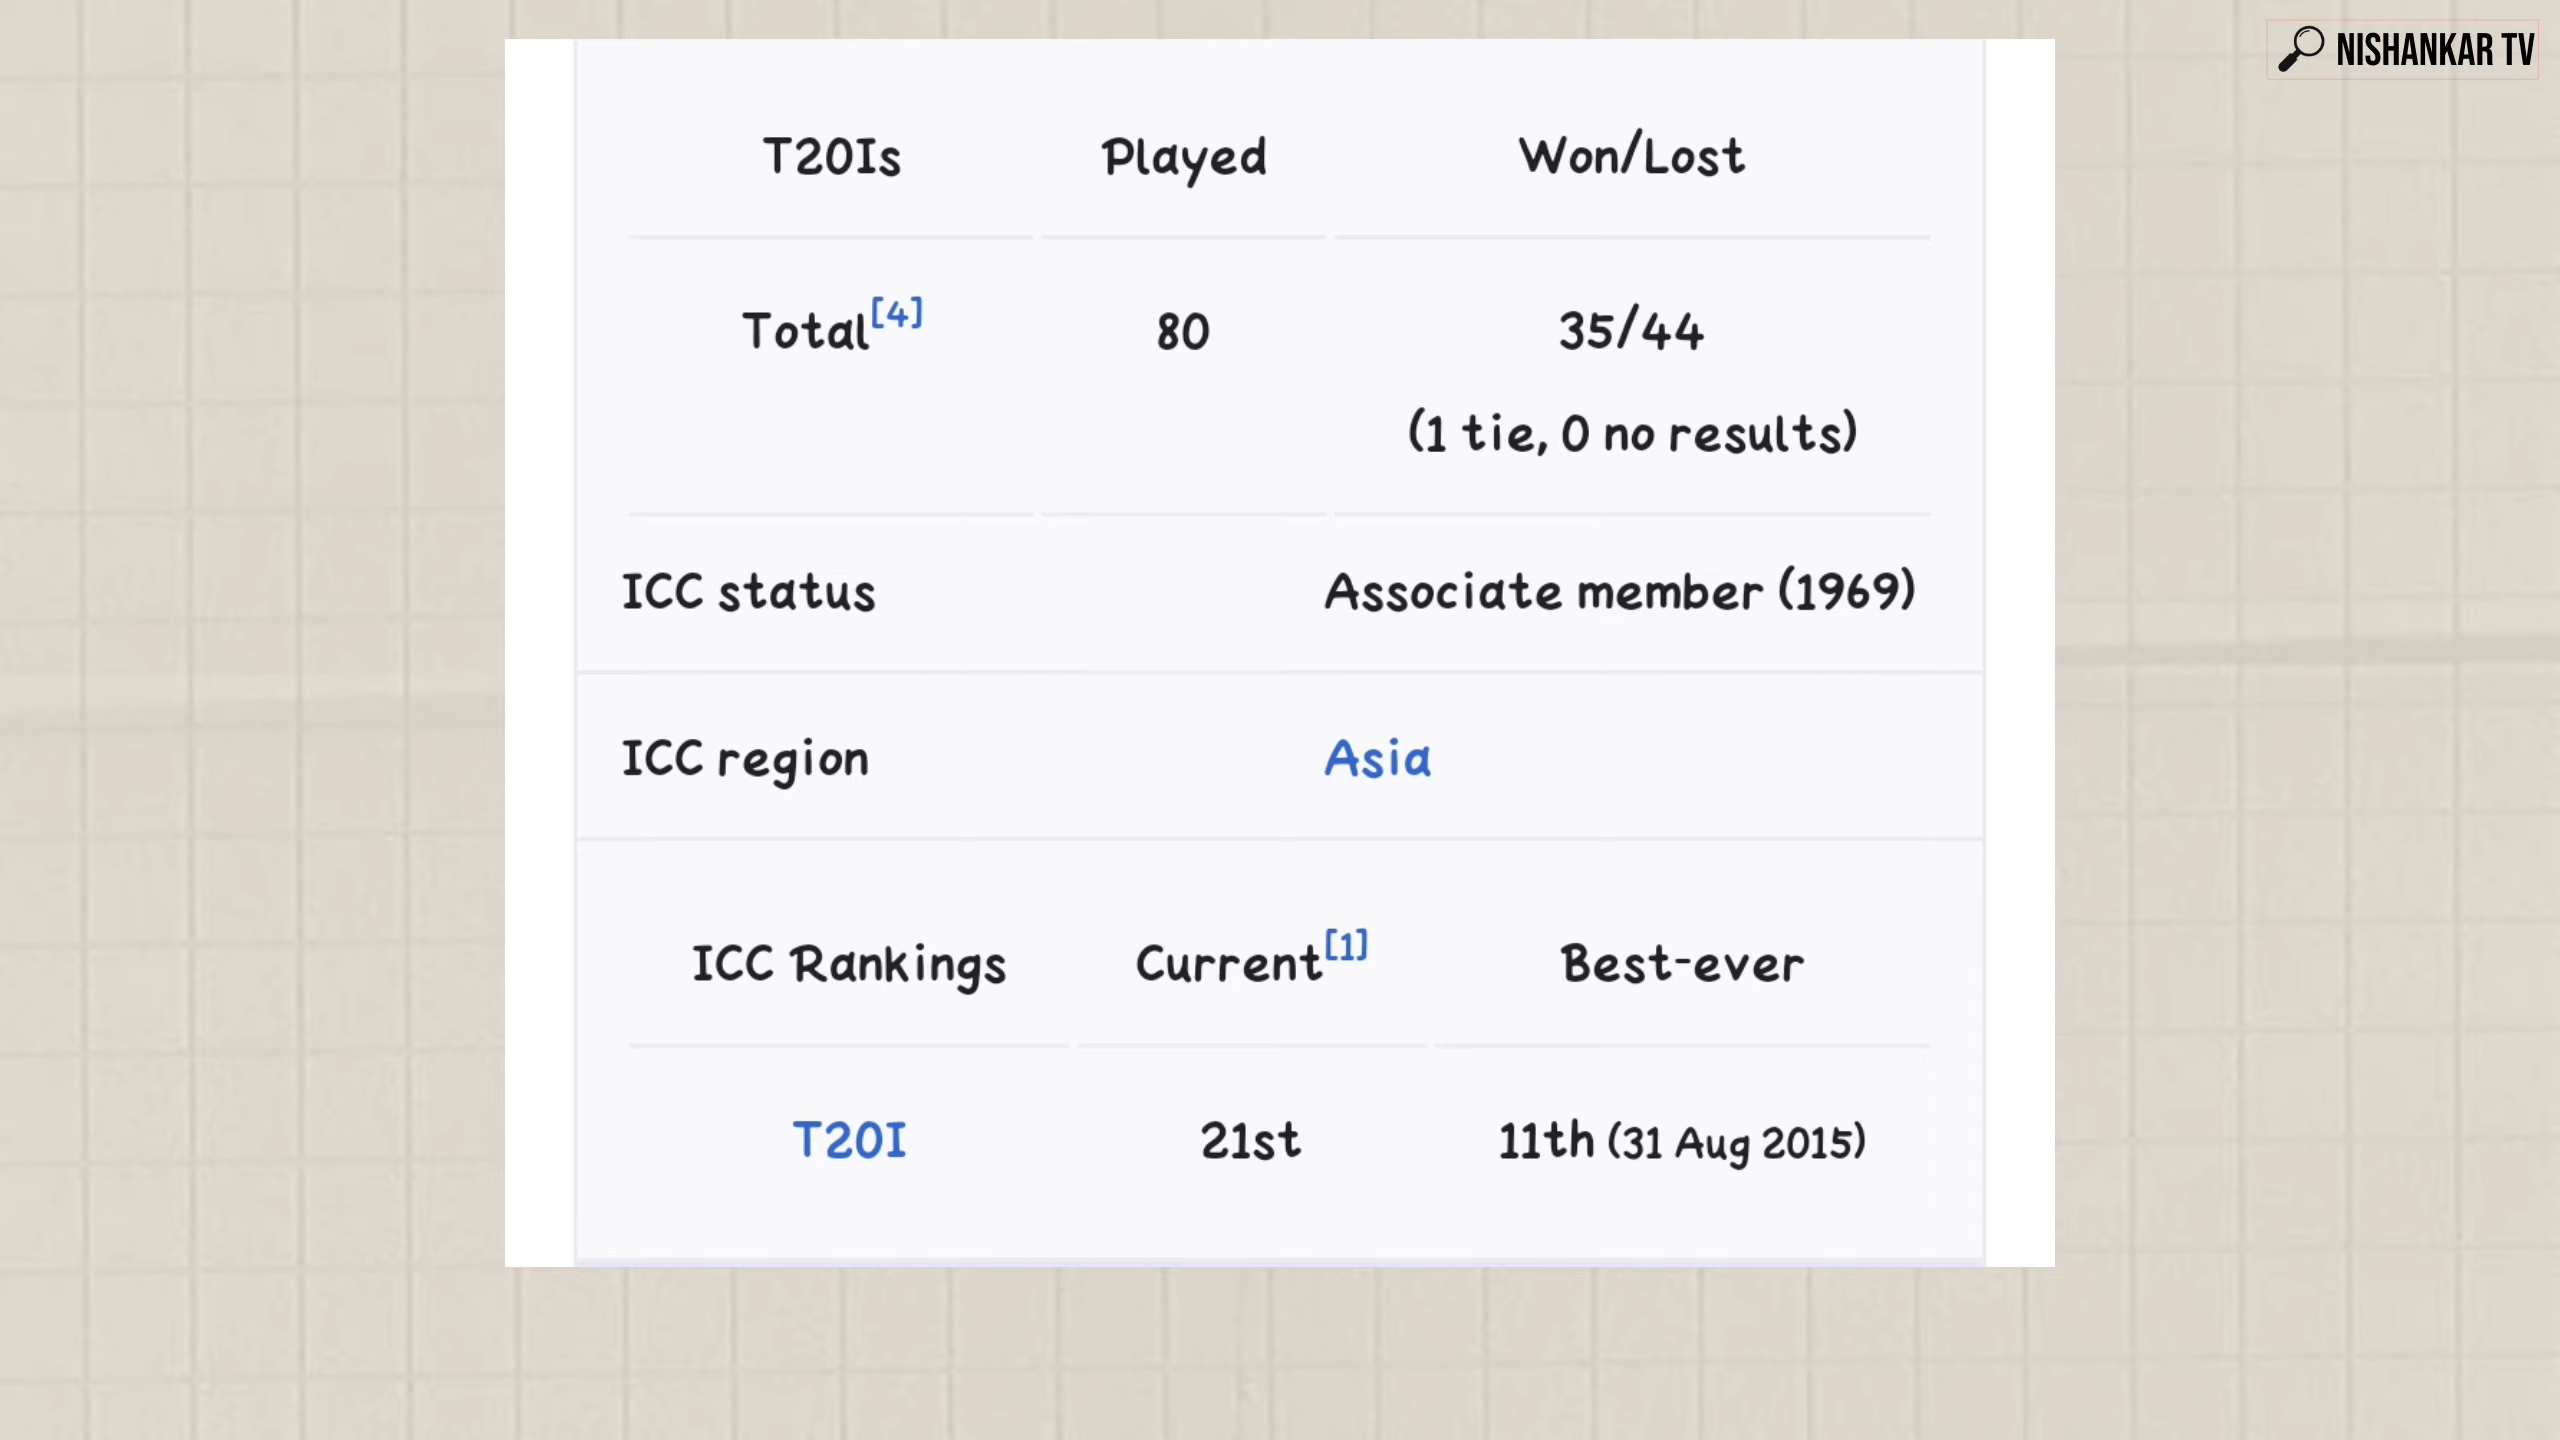 NISHANKAR TV
T20Is Played Won/Lost
Total[4] 80 35/44
(1 tie, 0 no results)
ICC status Associate member (1969)
ICC region Asia
ICC Rankings Current[1] Best-ever
T20I 21st 11th (31 Aug 2015)